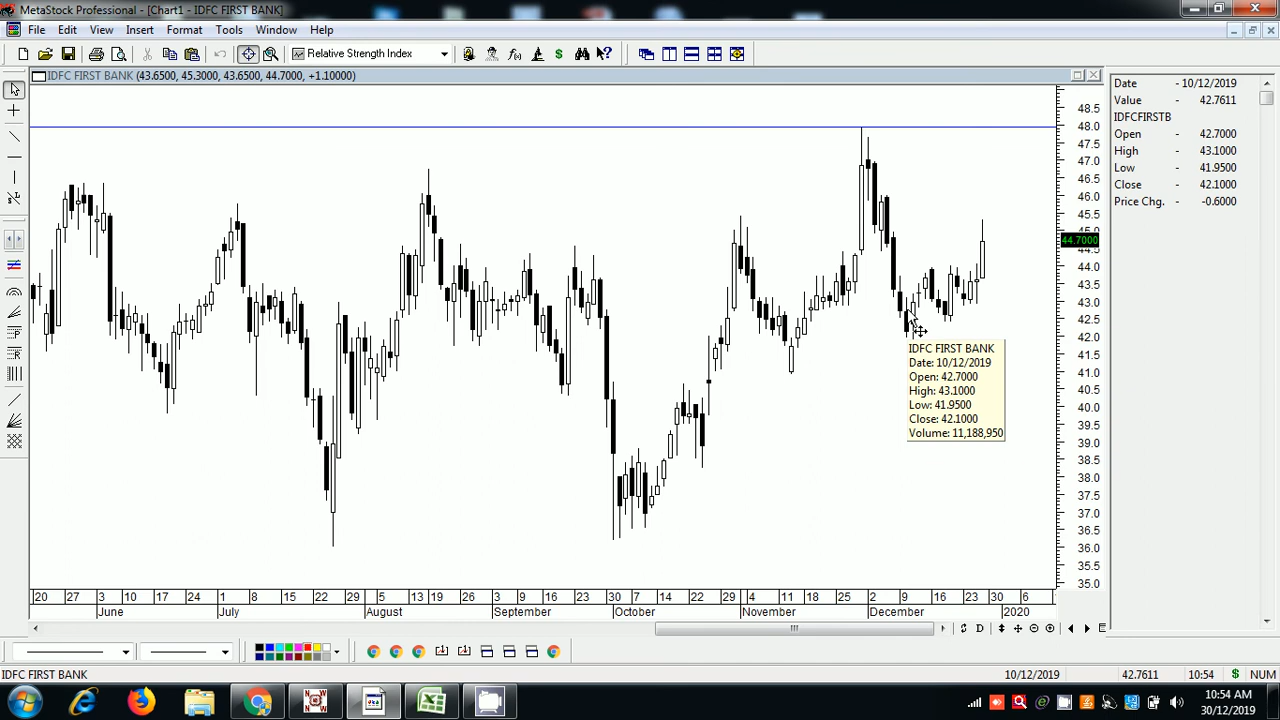 MetaStock Professional - [Chart1 - IDFC FIRST BANK]
File Edit View Insert Format Tools Window Help
Relative Strength Index
IDFC FIRST BANK (43.6500, 45.3000, 43.6500, 44.7000, +1.10000)
Date - 10/12/2019
Value - 42.7611
IDFCFIRSTB
Open - 42.7000
High - 43.1000
Low - 41.9500
Close - 42.1000
Price Chg. - -0.6000
48.5
48.0
47.5
47.0
46.5
46.0
45.5
45.0
44.7000
44.5
44.0
43.5
43.0
42.5
42.0
41.5
41.0
40.5
40.0
39.5
39.0
38.5
38.0
37.5
37.0
36.5
36.0
35.5
35.0
IDFC FIRST BANK
Date: 10/12/2019
Open: 42.7000
High: 43.1000
Low: 41.9500
Close: 42.1000
Volume: 11,188,950
20 27 3 10 17 24 1 8 15 22 29 5 13 19 26 3 9 16 23 30 7 14 22 29 4 11 18 25 2 9 16 23 30 6
June July August September October November December 2020
D
IDFC FIRST BANK 10/12/2019 42.7611 10:54 $ NUM
10:54 AM
30/12/2019